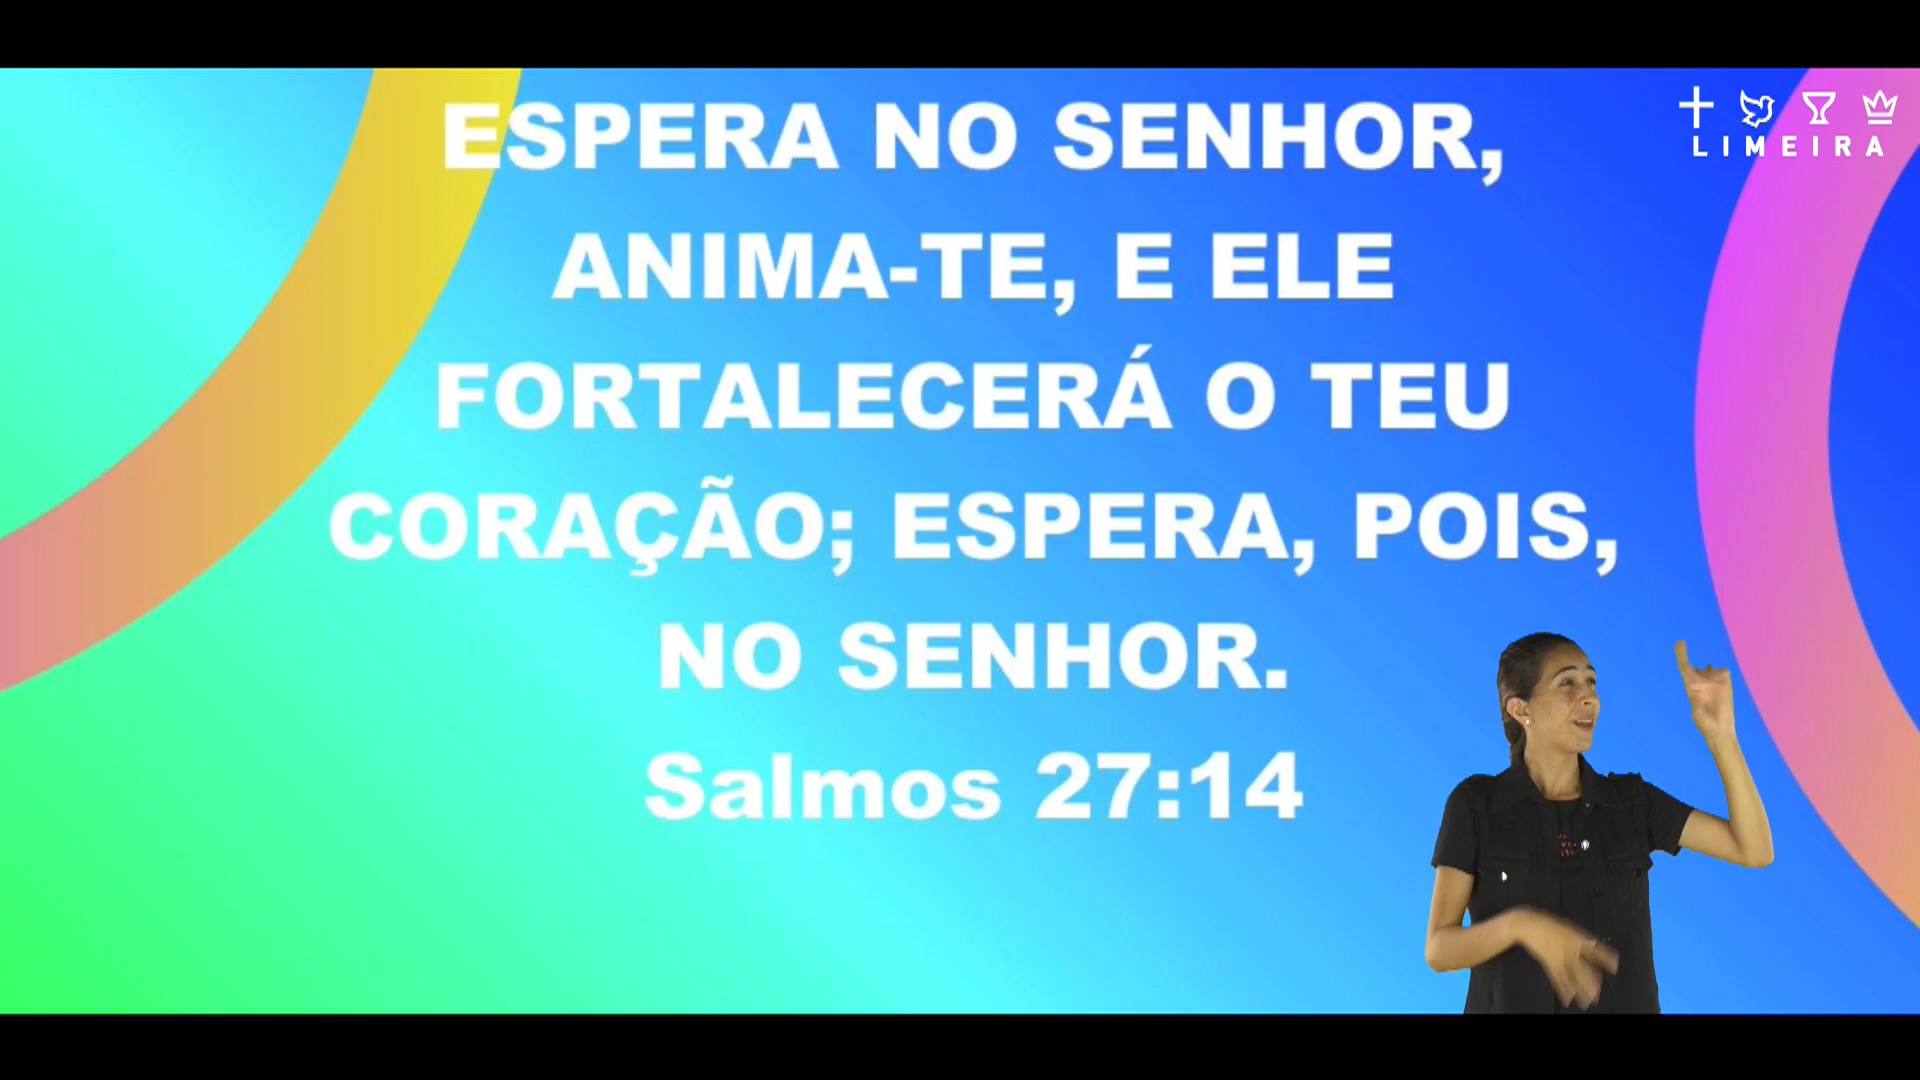 ESPERA NO SENHOR,
ANIMA-TE, E ELE
FORTALECERÁ O TEU
CORAÇÃO; ESPERA, POIS,
NO SENHOR.
Salmos 27:14
LIMEIRA